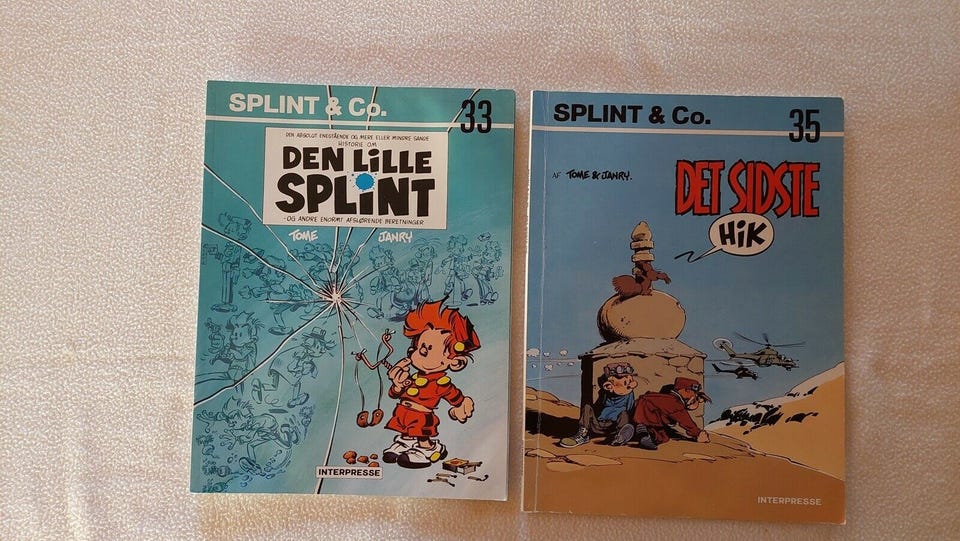 SPLINT & Co.
33
DEN ABSOLUT ENESTÅENDE OG MERE ELLER MINDRE SANDE
HISTORIE OM
DEN LILLE
SPLINT
-OG ANDRE ENORMT AFSLØRENDE BERETNINGER
TOME JANRY
INTERPRESSE
SPLINT & Co.
35
AF TOME & JANRY.
DET SIDSTE
HiK
INTERPRESSE